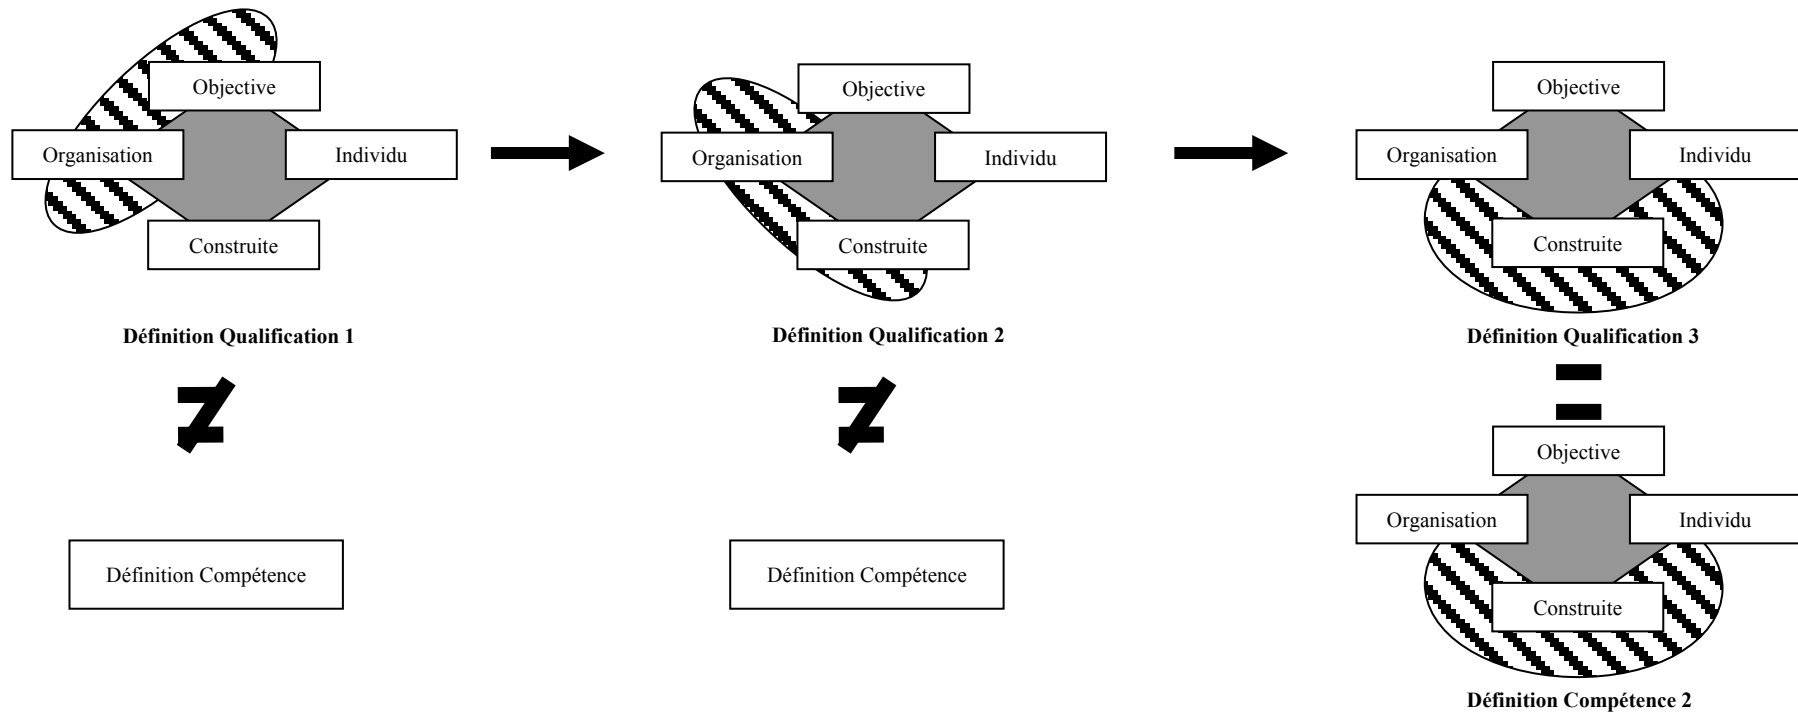 Objective
Organisation
Individu
Construite
Définition Qualification 1
Objective
Organisation
Individu
Construite
Définition Qualification 2
Objective
Organisation
Individu
Construite
Définition Qualification 3
≠
≠
=
Définition Compétence
Définition Compétence
Objective
Organisation
Individu
Construite
Définition Compétence 2